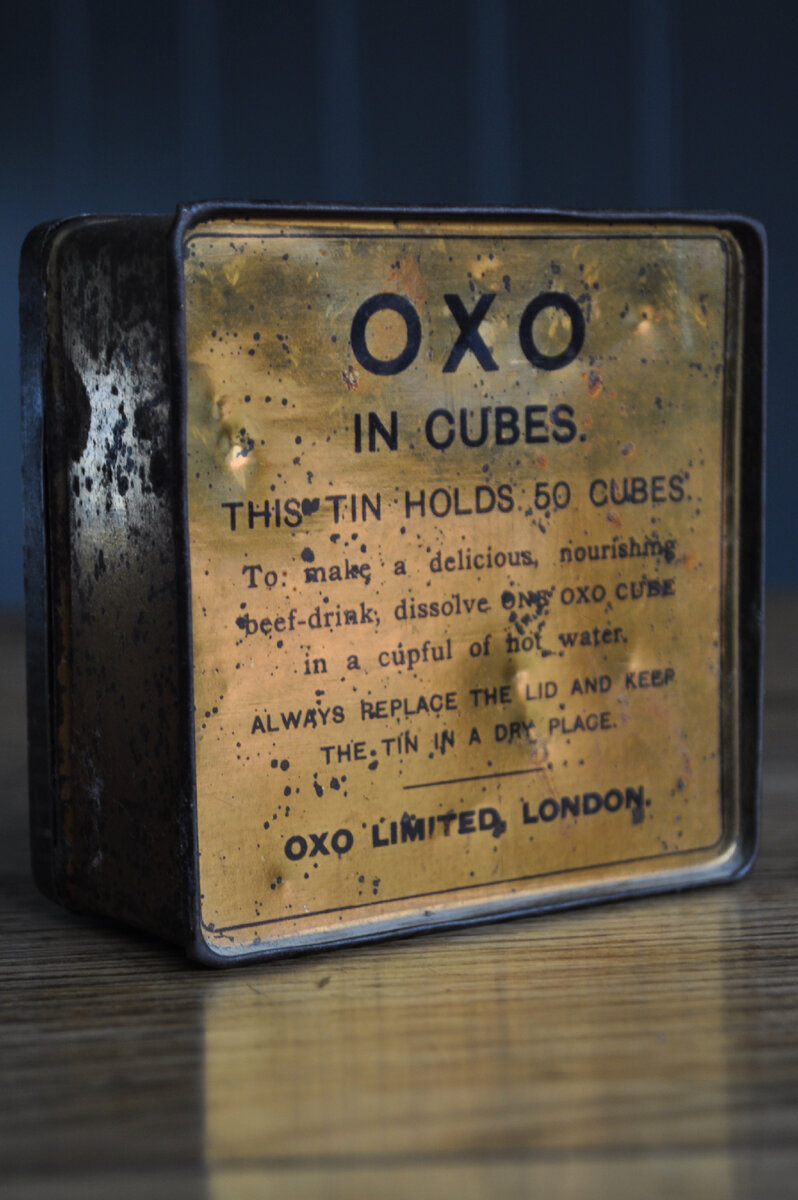 OXO
IN CUBES.
THIS TIN HOLDS 50 CUBES.
To make a delicious, nourishing
beef-drink, dissolve ONE OXO CUBE
in a cupful of hot water.
ALWAYS REPLACE THE LID AND KEEP
THE TIN IN A DRY PLACE.
OXO LIMITED, LONDON.